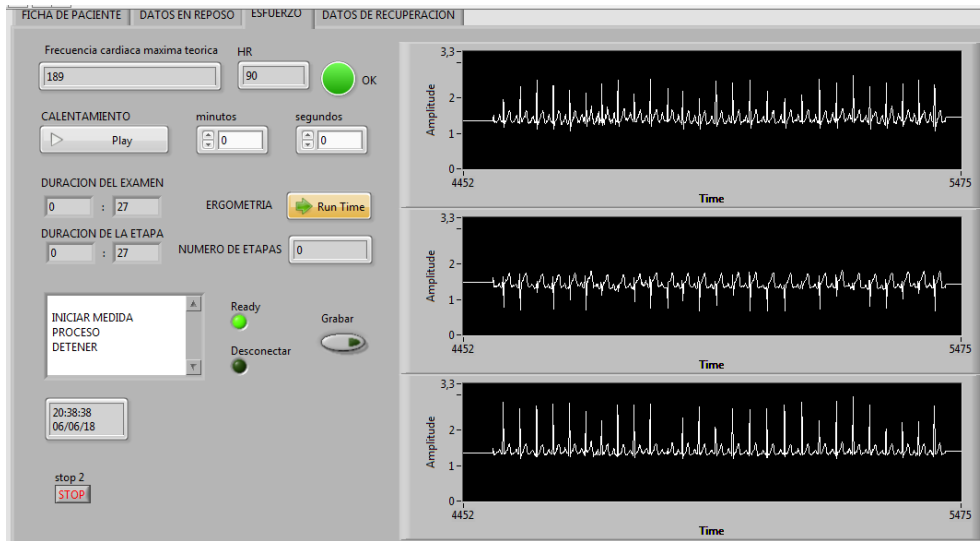 FICHA DE PACIENTE DATOS EN REPOSO ESFUERZO DATOS DE RECUPERACION
Frecuencia cardiaca maxima teorica HR
189 90 OK
CALENTAMIENTO minutos segundos
Play 0 0
DURACION DEL EXAMEN
0 : 27 ERGOMETRIA Run Time
DURACION DE LA ETAPA
0 : 27 NUMERO DE ETAPAS 0
INICIAR MEDIDA
PROCESO
DETENER
Ready
Desconectar
Grabar
20:38:38
06/06/18
stop 2
STOP
3,3
2
1
0
Amplitude
4452 5475
Time
3,3
2
1
0
Amplitude
4452 5475
Time
3,3
2
1
0
Amplitude
4452 5475
Time